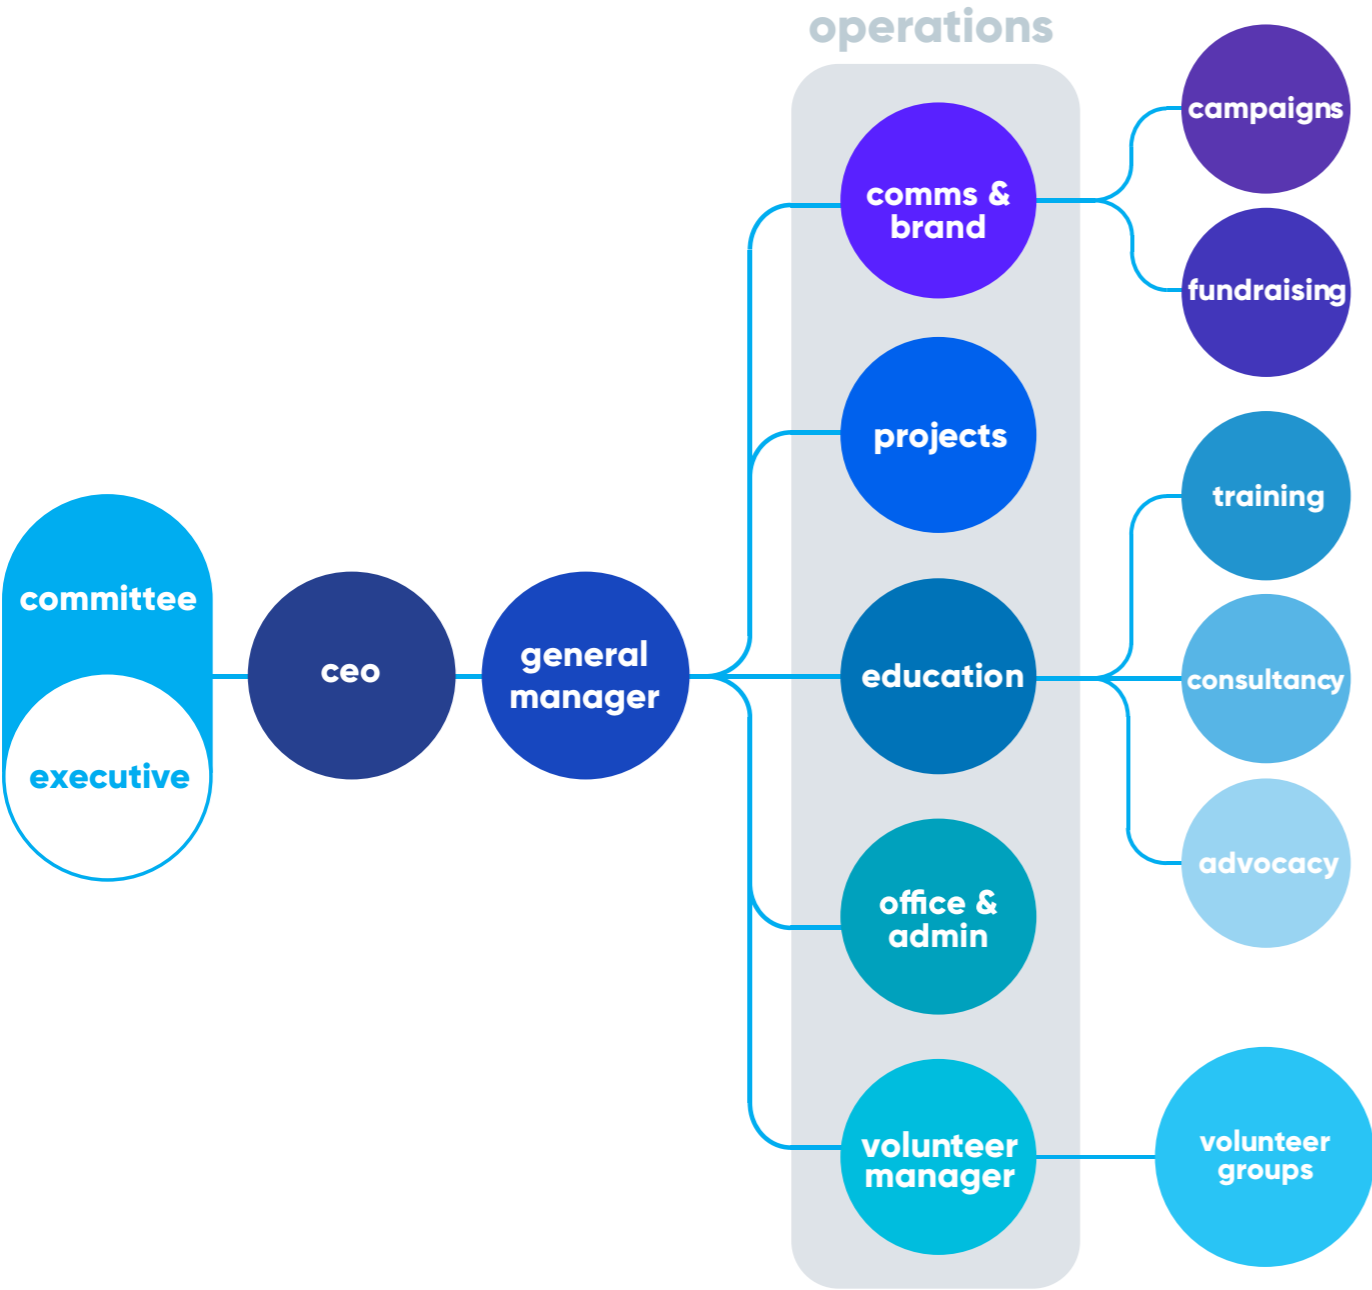 operations
campaigns
comms &
brand
fundraising
projects
training
committee
ceo
general
manager
education
consultancy
executive
advocacy
office &
admin
volunteer
manager
volunteer
groups